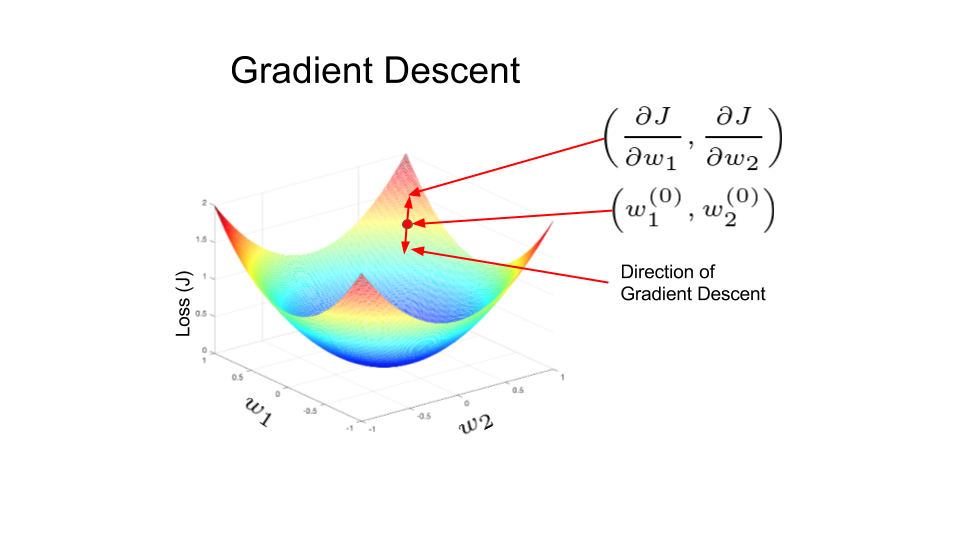 Gradient Descent
(∂J/∂w₁, ∂J/∂w₂)
(w₁⁽⁰⁾, w₂⁽⁰⁾)
Direction of
Gradient Descent
Loss (J)
2
1.5
1
0.5
0
1
0.5
0
-0.5
-1
w₁
-1
-0.5
0
0.5
1
w₂